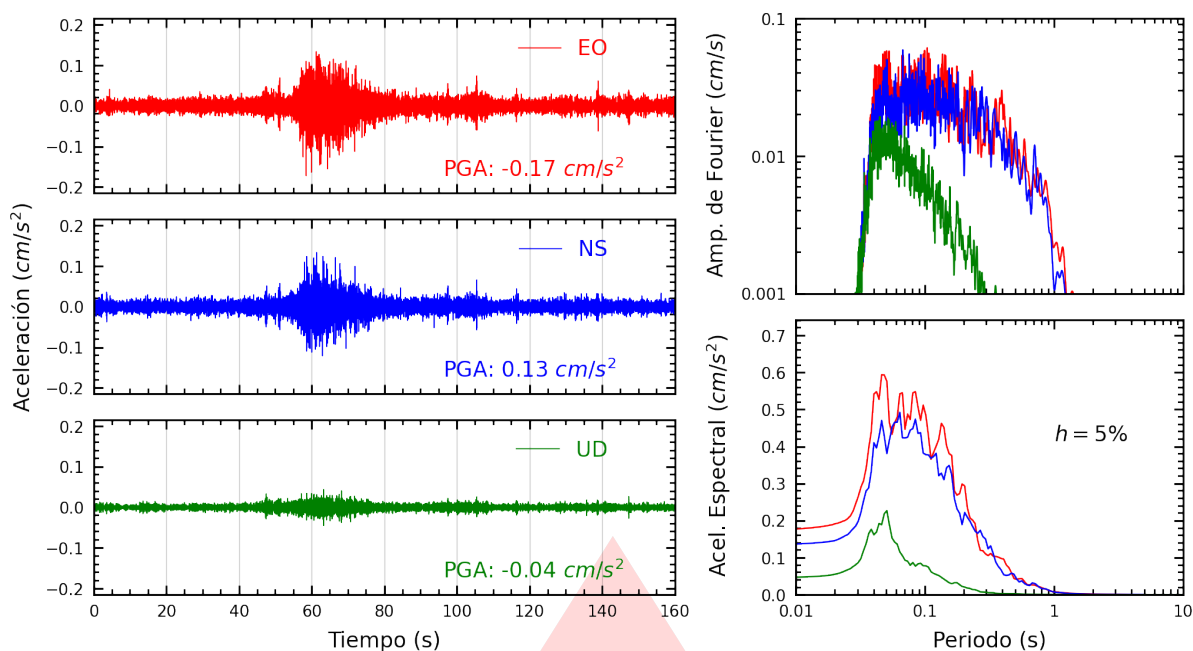 Aceleración (cm/s²)
0.2
0.1
0.0
−0.1
−0.2
EO
PGA: -0.17 cm/s²
0.2
0.1
0.0
−0.1
−0.2
NS
PGA: 0.13 cm/s²
0.2
0.1
0.0
−0.1
−0.2
UD
PGA: -0.04 cm/s²
0 20 40 60 80 100 120 140 160
Tiempo (s)
Amp. de Fourier (cm/s)
0.1
0.01
0.001
Acel. Espectral (cm/s²)
0.7
0.6
0.5
0.4
0.3
0.2
0.1
0.0
h = 5%
0.01 0.1 1 10
Periodo (s)